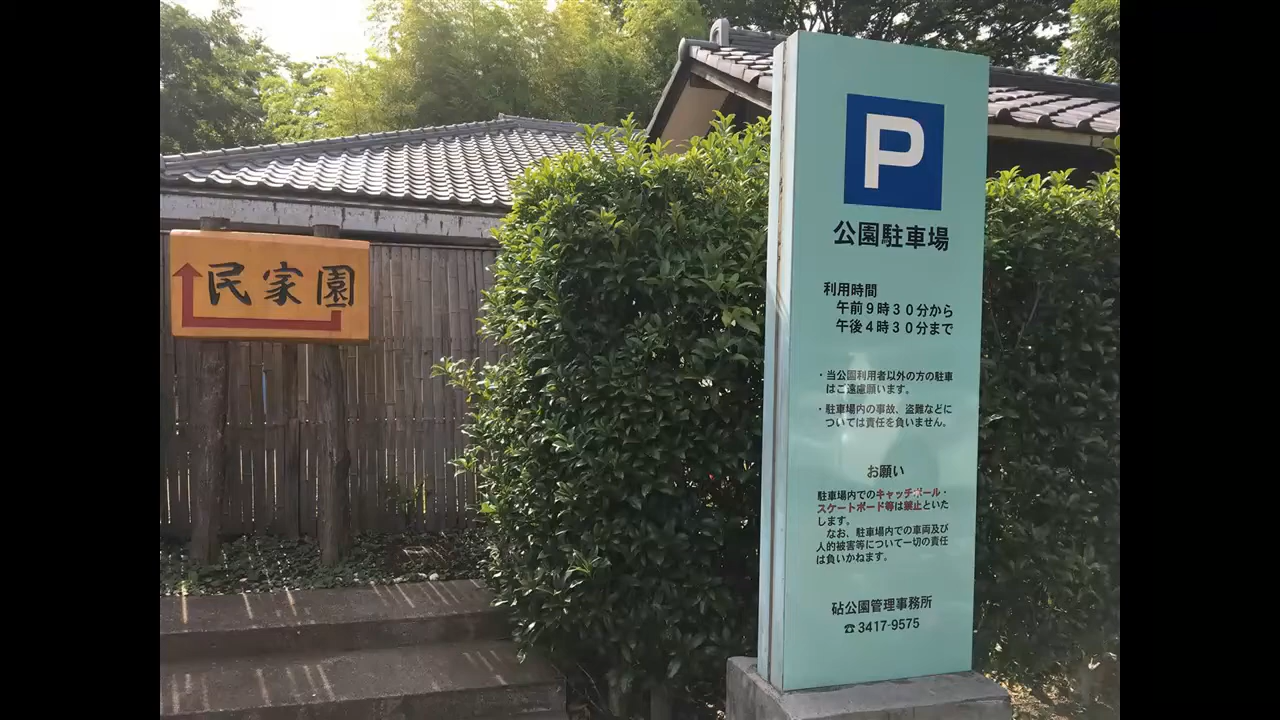 民家園
P
公園駐車場
利用時間
午前9時30分から
午後4時30分まで
・当公園利用者以外の方の駐車
はご遠慮願います。
・駐車場内の事故、盗難などに
ついては責任を負いません。
お願い
駐車場内でのキャッチボール・
スケートボード等は禁止といた
します。
なお、駐車場内での車両及び
人的被害等について一切の責任
は負いかねます。
砧公園管理事務所
☎3417-9575